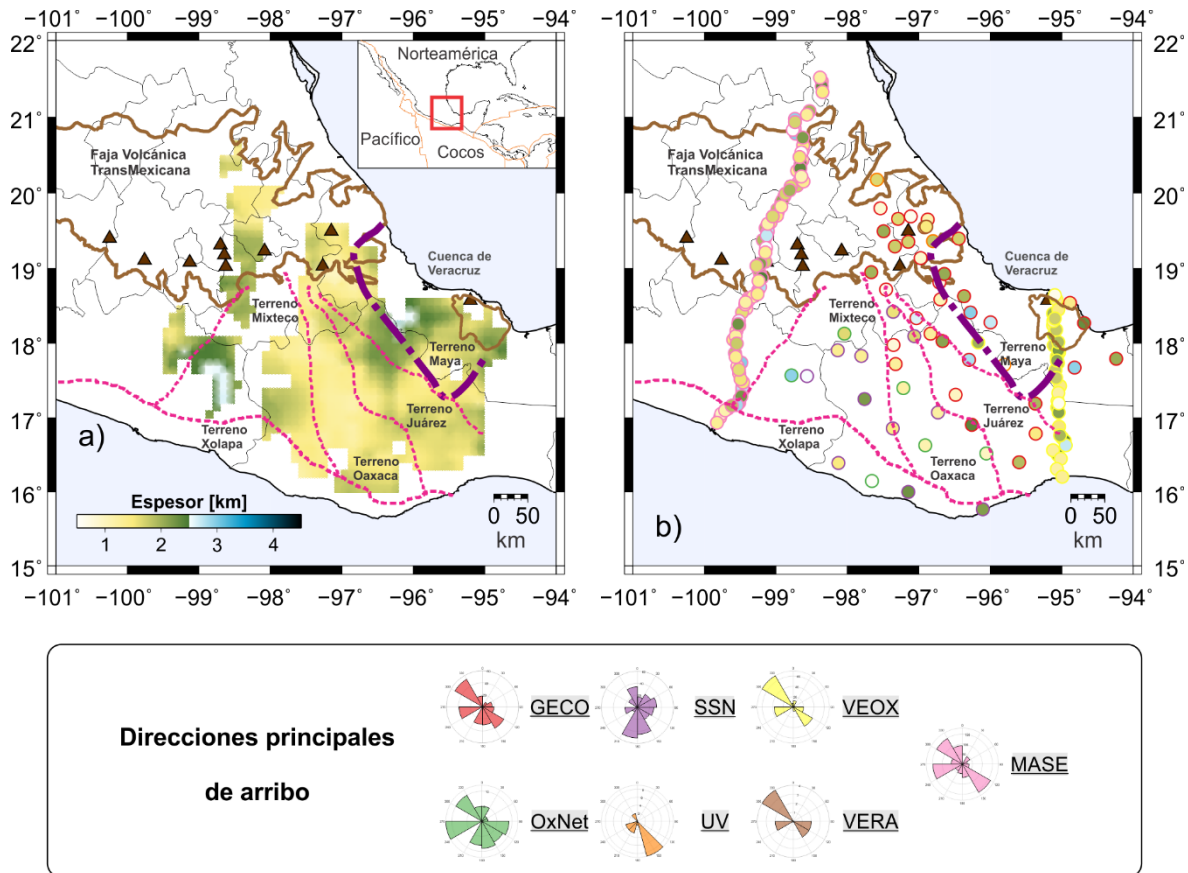 −101˚ −100˚ −99˚ −98˚ −97˚ −96˚ −95˚ −94˚
22˚
21˚
20˚
19˚
18˚
17˚
16˚
15˚
Norteamérica
Pacífico
Cocos
Faja Volcánica
TransMexicana
Cuenca de
Veracruz
Terreno
Mixteco
Terreno
Maya
Terreno
Juárez
Terreno
Xolapa
Terreno
Oaxaca
a)
Espesor [km]
1 2 3 4
0 50
km
−101˚ −100˚ −99˚ −98˚ −97˚ −96˚ −95˚ −94˚
−101˚ −100˚ −99˚ −98˚ −97˚ −96˚ −95˚ −94˚
22˚
21˚
20˚
19˚
18˚
17˚
16˚
15˚
Faja Volcánica
TransMexicana
Cuenca de
Veracruz
Terreno
Mixteco
Terreno
Maya
Terreno
Juárez
Terreno
Xolapa
Terreno
Oaxaca
b)
0 50
km
−101˚ −100˚ −99˚ −98˚ −97˚ −96˚ −95˚ −94˚
Direcciones principales
de arribo
GECO
SSN
VEOX
MASE
OxNet
UV
VERA